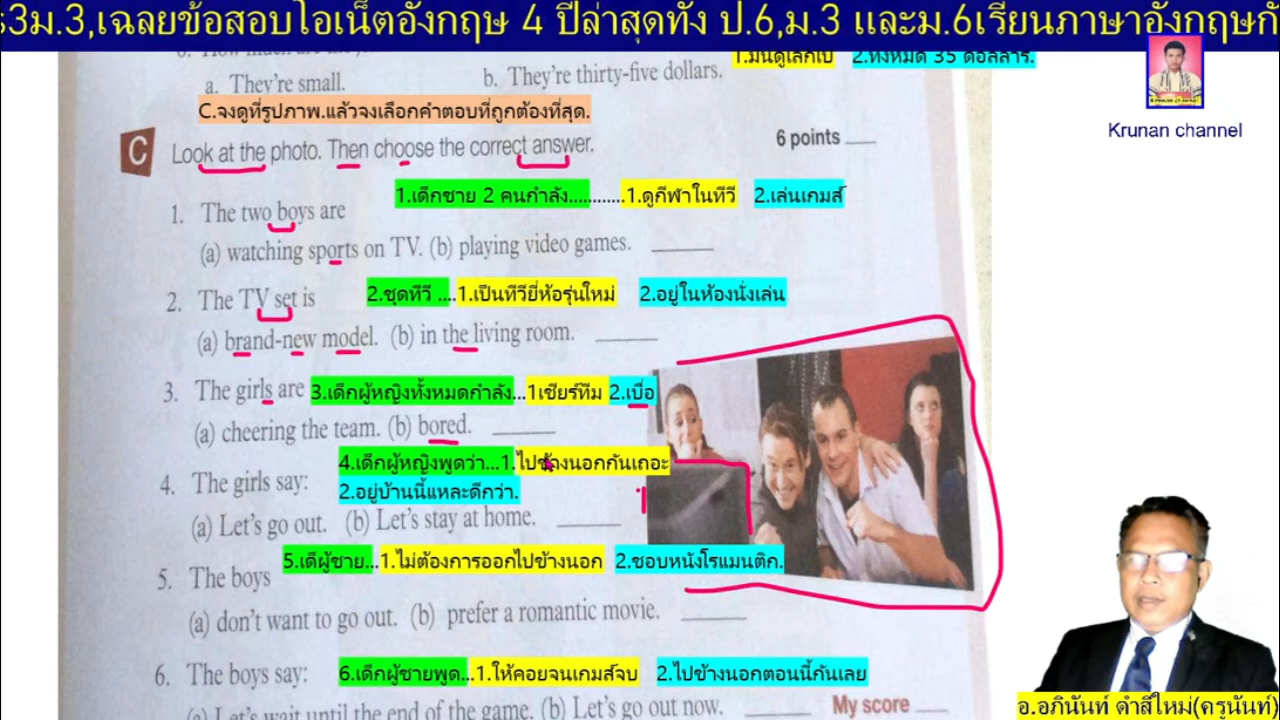 ร3ม.3,เฉลยข้อสอบโอเน็ตอังกฤษ 4 ปีล่าสุดทั้ง ป.6,ม.3 และม.6เรียนภาษาอังกฤษกั
1.มันดูเล็กไป 2.ทั้งหมด 35 ดอลลาร์.
a. They're small. b. They're thirty-five dollars.
C.จงดูที่รูปภาพ.แล้วจงเลือกคำตอบที่ถูกต้องที่สุด.
Krunan channel
C Look at the photo. Then choose the correct answer. 6 points
1.เด็กชาย 2 คนกำลัง............1.ดูกีฬาในทีวี 2.เล่นเกมส์
1. The two boys are
(a) watching sports on TV. (b) playing video games.
2. The TV set is 2.ชุดทีวี ....1.เป็นทีวียี่ห้อรุ่นใหม่ 2.อยู่ในห้องนั่งเล่น
(a) brand-new model. (b) in the living room.
3. The girls are 3.เด็กผู้หญิงทั้งหมดกำลัง...1เชียร์ทีม 2.เบื่อ
(a) cheering the team. (b) bored.
4.เด็กผู้หญิงพูดว่า...1.ไปข้างนอกกันเถอะ
4. The girls say: 2.อยู่บ้านนี้แหละดีกว่า.
(a) Let's go out. (b) Let's stay at home.
5.เดีผู้ชาย...1.ไม่ต้องการออกไปข้างนอก 2.ชอบหนังโรแมนติก.
5. The boys
(a) don't want to go out. (b) prefer a romantic movie.
6. The boys say: 6.เด็กผู้ชายพูด...1.ให้คอยจนเกมส์จบ 2.ไปข้างนอกตอนนี้กันเลย
(a) Let's wait until the end of the game. (b) Let's go out now. My score
อ.อภินันท์ ดำสีใหม่(ครูนันท์)